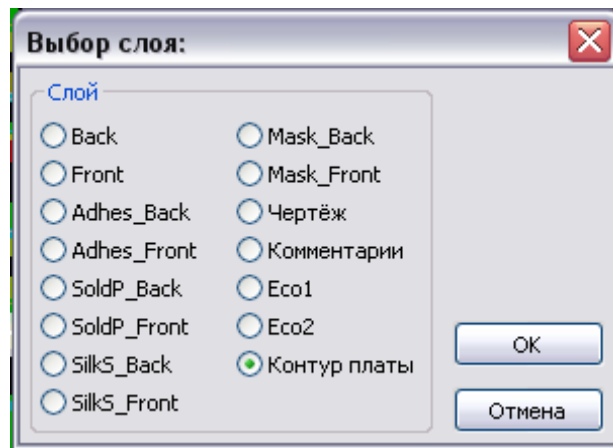 Выбор слоя:
Слой
Back
Front
Adhes_Back
Adhes_Front
SoldP_Back
SoldP_Front
SilkS_Back
SilkS_Front
Mask_Back
Mask_Front
Чертёж
Комментарии
Eco1
Eco2
Контур платы
OK
Отмена